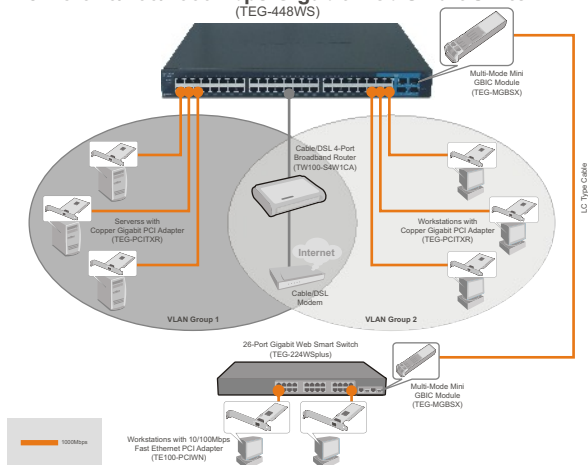 (TEG-448WS)
Multi-Mode Mini
GBIC Module
(TEG-MGBSX)
LC Type Cable
Cable/DSL 4-Port
Broadband Router
(TW100-S4W1CA)
Serverss with
Copper Gigabit PCI Adapter
(TEG-PCITXR)
Workstations with
Copper Gigabit PCI Adapter
(TEG-PCITXR)
Internet
Cable/DSL
Modem
VLAN Group 1
VLAN Group 2
26-Port Gigabit Web Smart Switch
(TEG-224WSplus)
Multi-Mode Mini
GBIC Module
(TEG-MGBSX)
1000Mbps
Workstations with 10/100Mbps
Fast Ethernet PCI Adapter
(TE100-PCIWN)